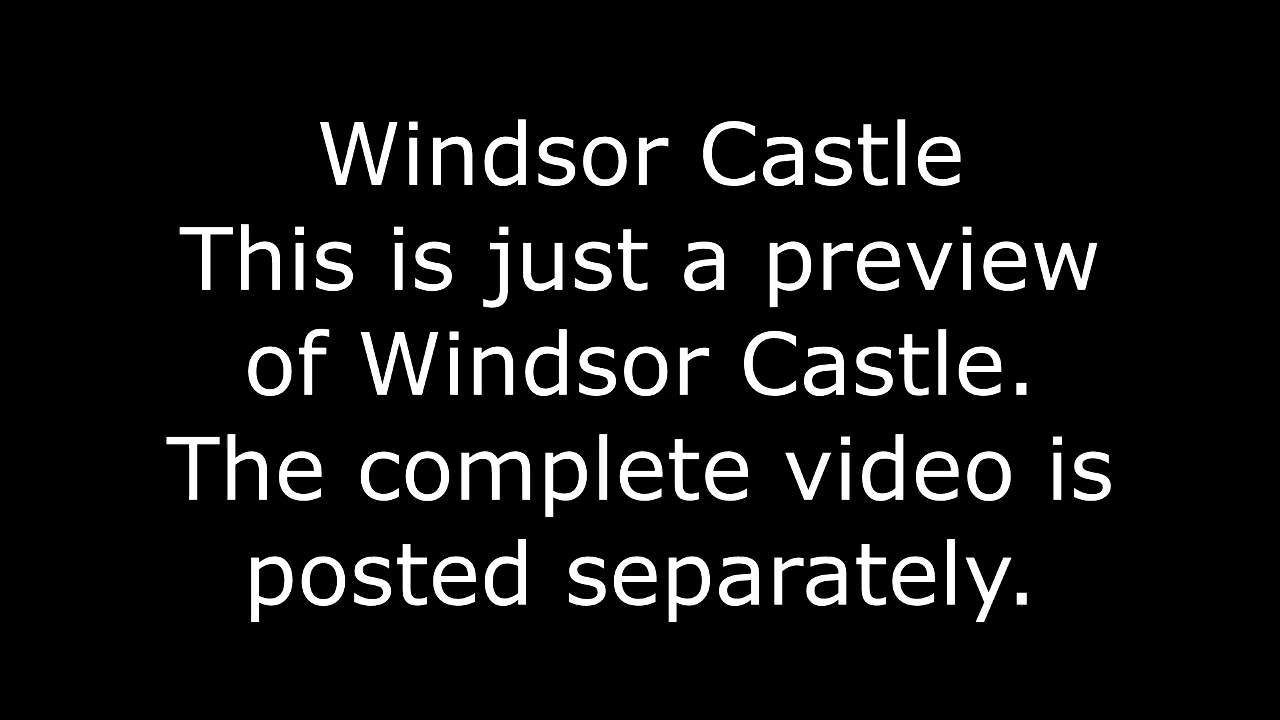 Windsor Castle
This is just a preview
of Windsor Castle.
The complete video is
posted separately.